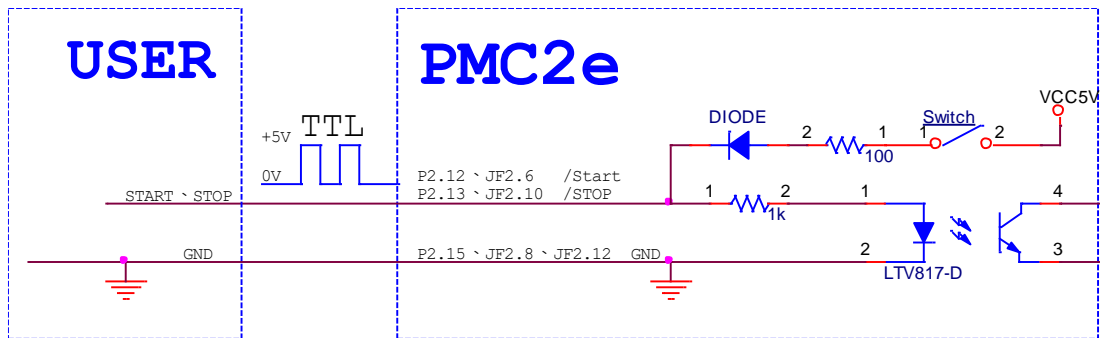 USER
PMC2e
VCC5V
DIODE
Switch
+5V
TTL
2
1
100
1
2
0V
P2.12、JF2.6 /Start
P2.13、JF2.10 /STOP
START、STOP
1
2
1k
1
4
GND
P2.15、JF2.8、JF2.12 GND
2
3
LTV817-D